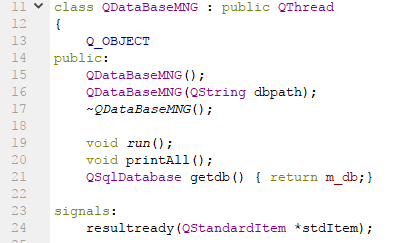 11 class QDataBaseMNG : public QThread
12 {
13     Q_OBJECT
14 public:
15     QDataBaseMNG();
16     QDataBaseMNG(QString dbpath);
17     ~QDataBaseMNG();
18
19     void run();
20     void printAll();
21     QSqlDatabase getdb() { return m_db;}
22
23 signals:
24     resultready(QStandardItem *stdItem);